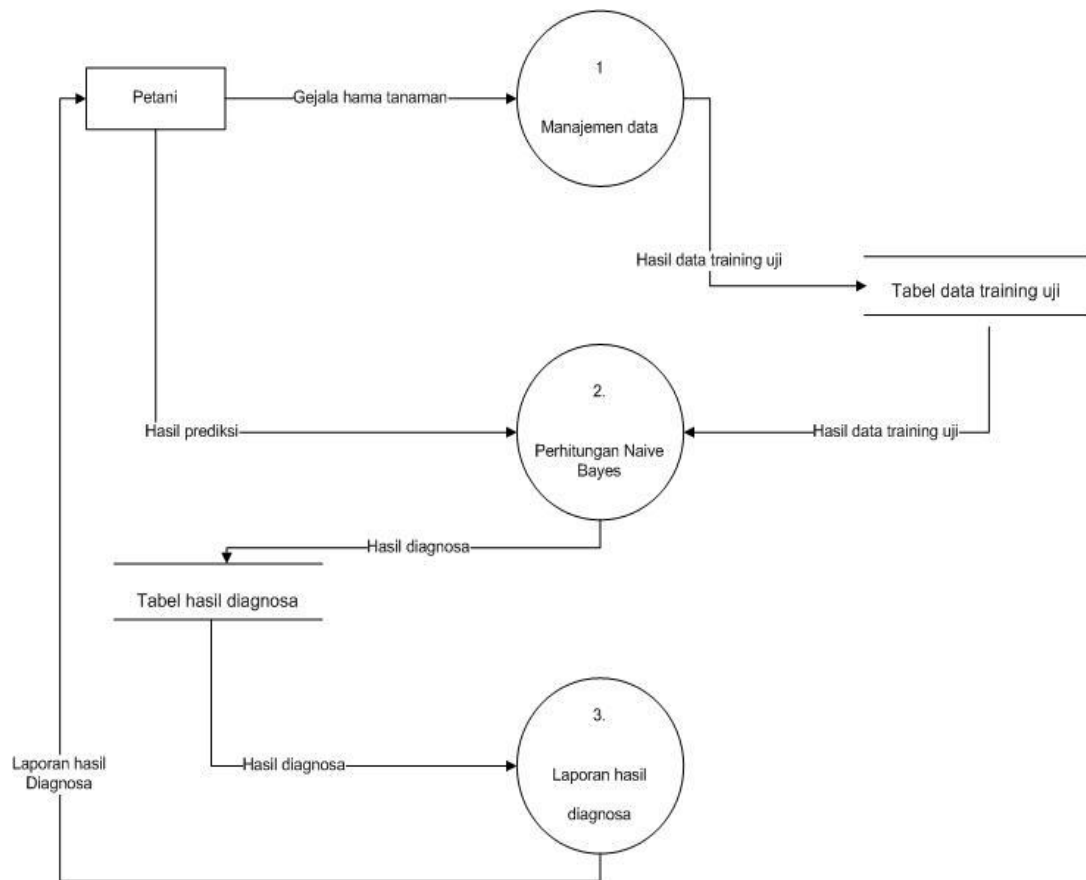 1
Petani
Gejala hama tanaman
Manajemen data
Hasil data training uji
Tabel data training uji
2.
Hasil prediksi
Hasil data training uji
Perhitungan Naive
Bayes
Hasil diagnosa
Tabel hasil diagnosa
3.
Laporan hasil
Diagnosa
Hasil diagnosa
Laporan hasil
diagnosa